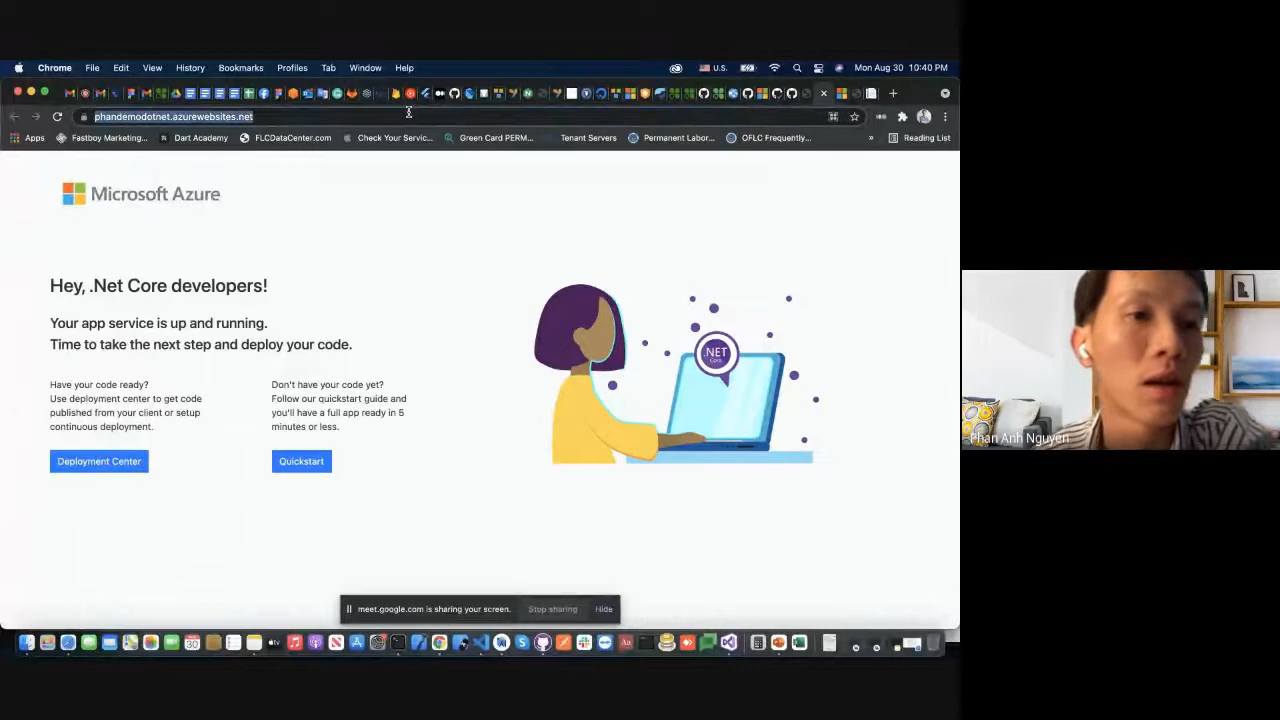 Chrome File Edit View History Bookmarks Profiles Tab Window Help U.S. Mon Aug 30 10:40 PM
phandemodotnet.azurewebsites.net
Apps Fastboy Marketing... Dart Academy FLCDataCenter.com Check Your Servic... Green Card PERM... Tenant Servers Permanent Labor... OFLC Frequently... » Reading List
Microsoft Azure
Hey, .Net Core developers!
Your app service is up and running.
Time to take the next step and deploy your code.
Have your code ready?
Use deployment center to get code
published from your client or setup
continuous deployment.
Deployment Center
Don't have your code yet?
Follow our quickstart guide and
you'll have a full app ready in 5
minutes or less.
Quickstart
.NET
Core
Phan Anh Nguyen
meet.google.com is sharing your screen. Stop sharing Hide
30